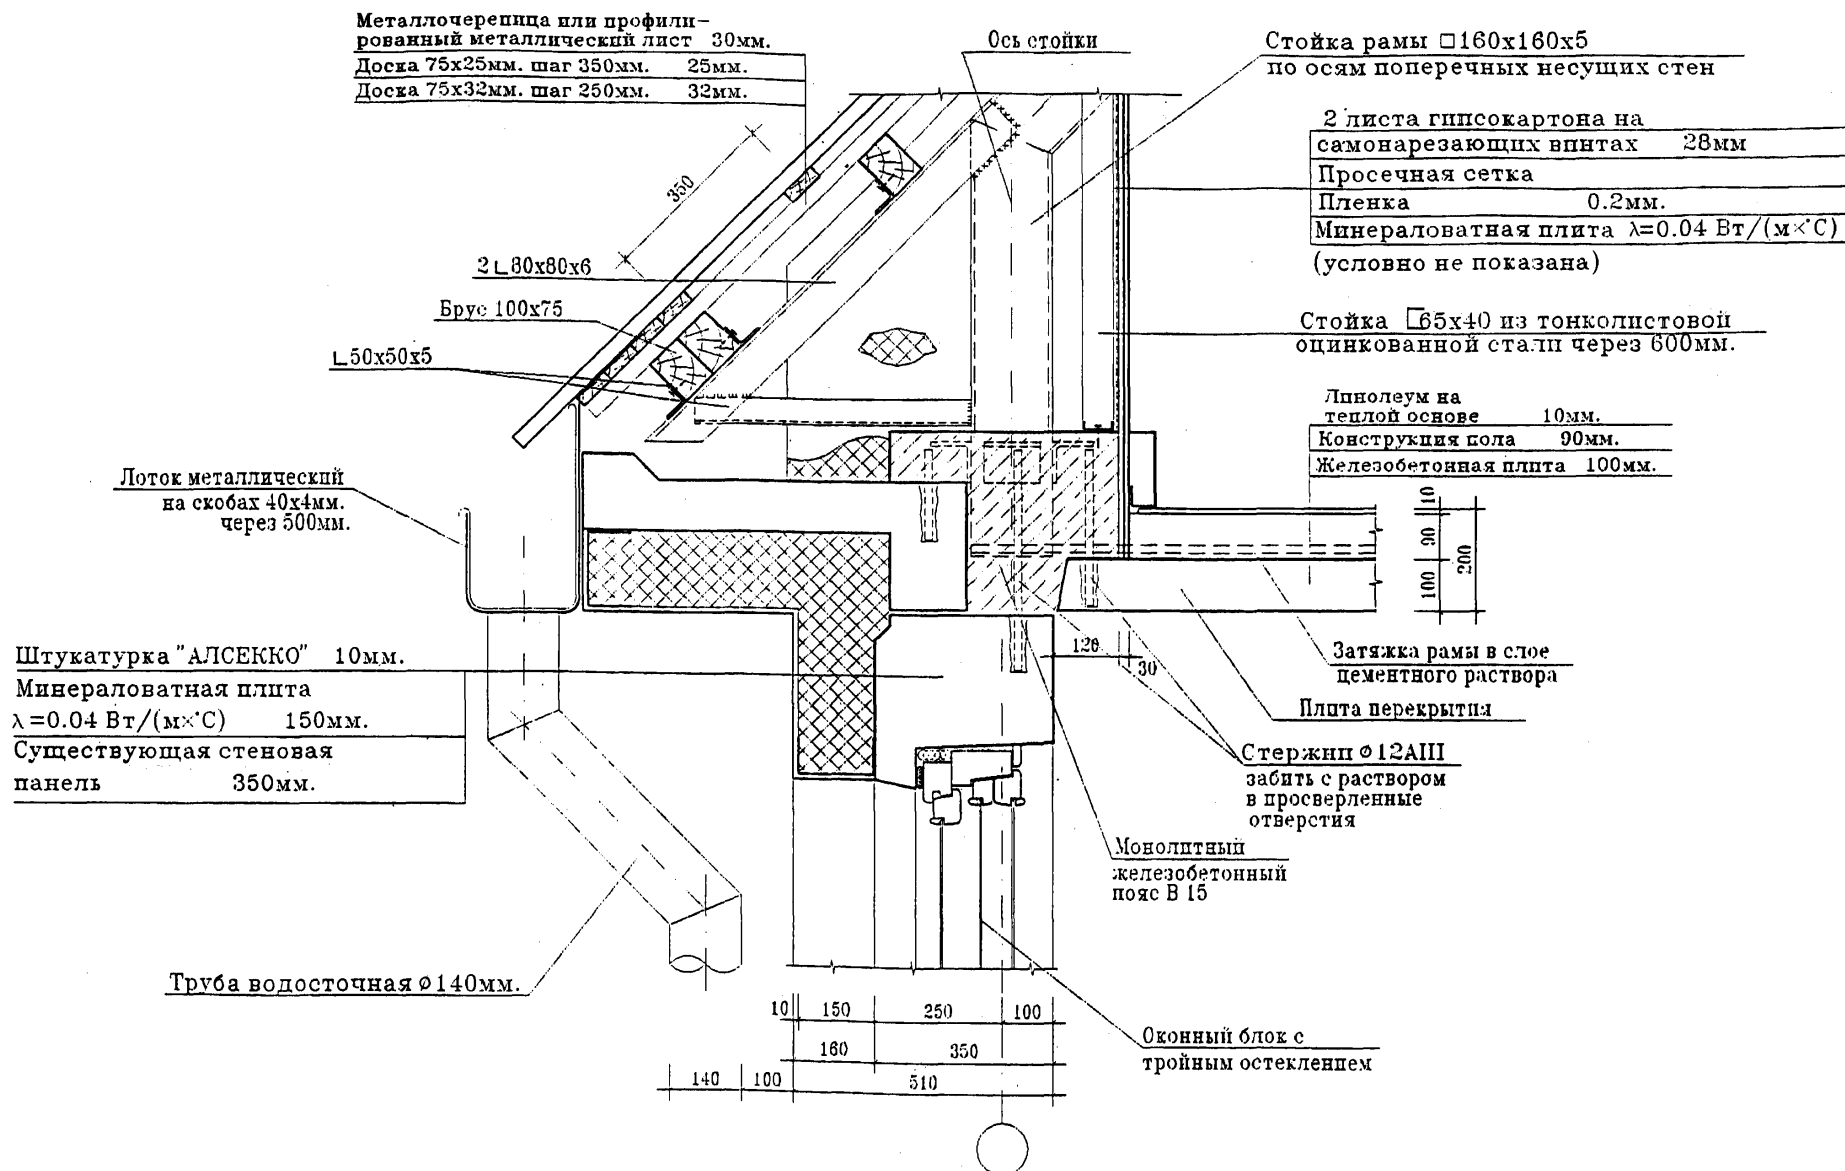 Металлочерепица или профили-
рованный металлический лист 30мм.
Доска 75х25мм. шаг 350мм. 25мм.
Доска 75х32мм. шаг 250мм. 32мм.
Ось стойки
Стойка рамы □160х160х5
по осям поперечных несущих стен
2 листа гипсокартона на
самонарезающих винтах 28мм
Просечная сетка
Пленка 0.2мм.
Минераловатная плита λ=0.04 Вт/(м×°С)
(условно не показана)
350
2∟80х80х6
Брус 100х75
∟50х50х5
Стойка [65х40 из тонколистовой
оцинкованной стали через 600мм.
Линолеум на
теплой основе 10мм.
Конструкция пола 90мм.
Железобетонная плита 100мм.
Лоток металлический
на скобах 40х4мм.
через 500мм.
10
90
100
200
Штукатурка "АЛСЕККО" 10мм.
Минераловатная плита
λ=0.04 Вт/(м×°С) 150мм.
Существующая стеновая
панель 350мм.
120
30
Затяжка рамы в слое
цементного раствора
Плита перекрытия
Стержни ⌀12АIII
забить с раствором
в просверленные
отверстия
Монолитный
железобетонный
пояс В 15
Труба водосточная ⌀140мм.
Оконный блок с
тройным остеклением
10 150 250 100
160 350
140 100 510